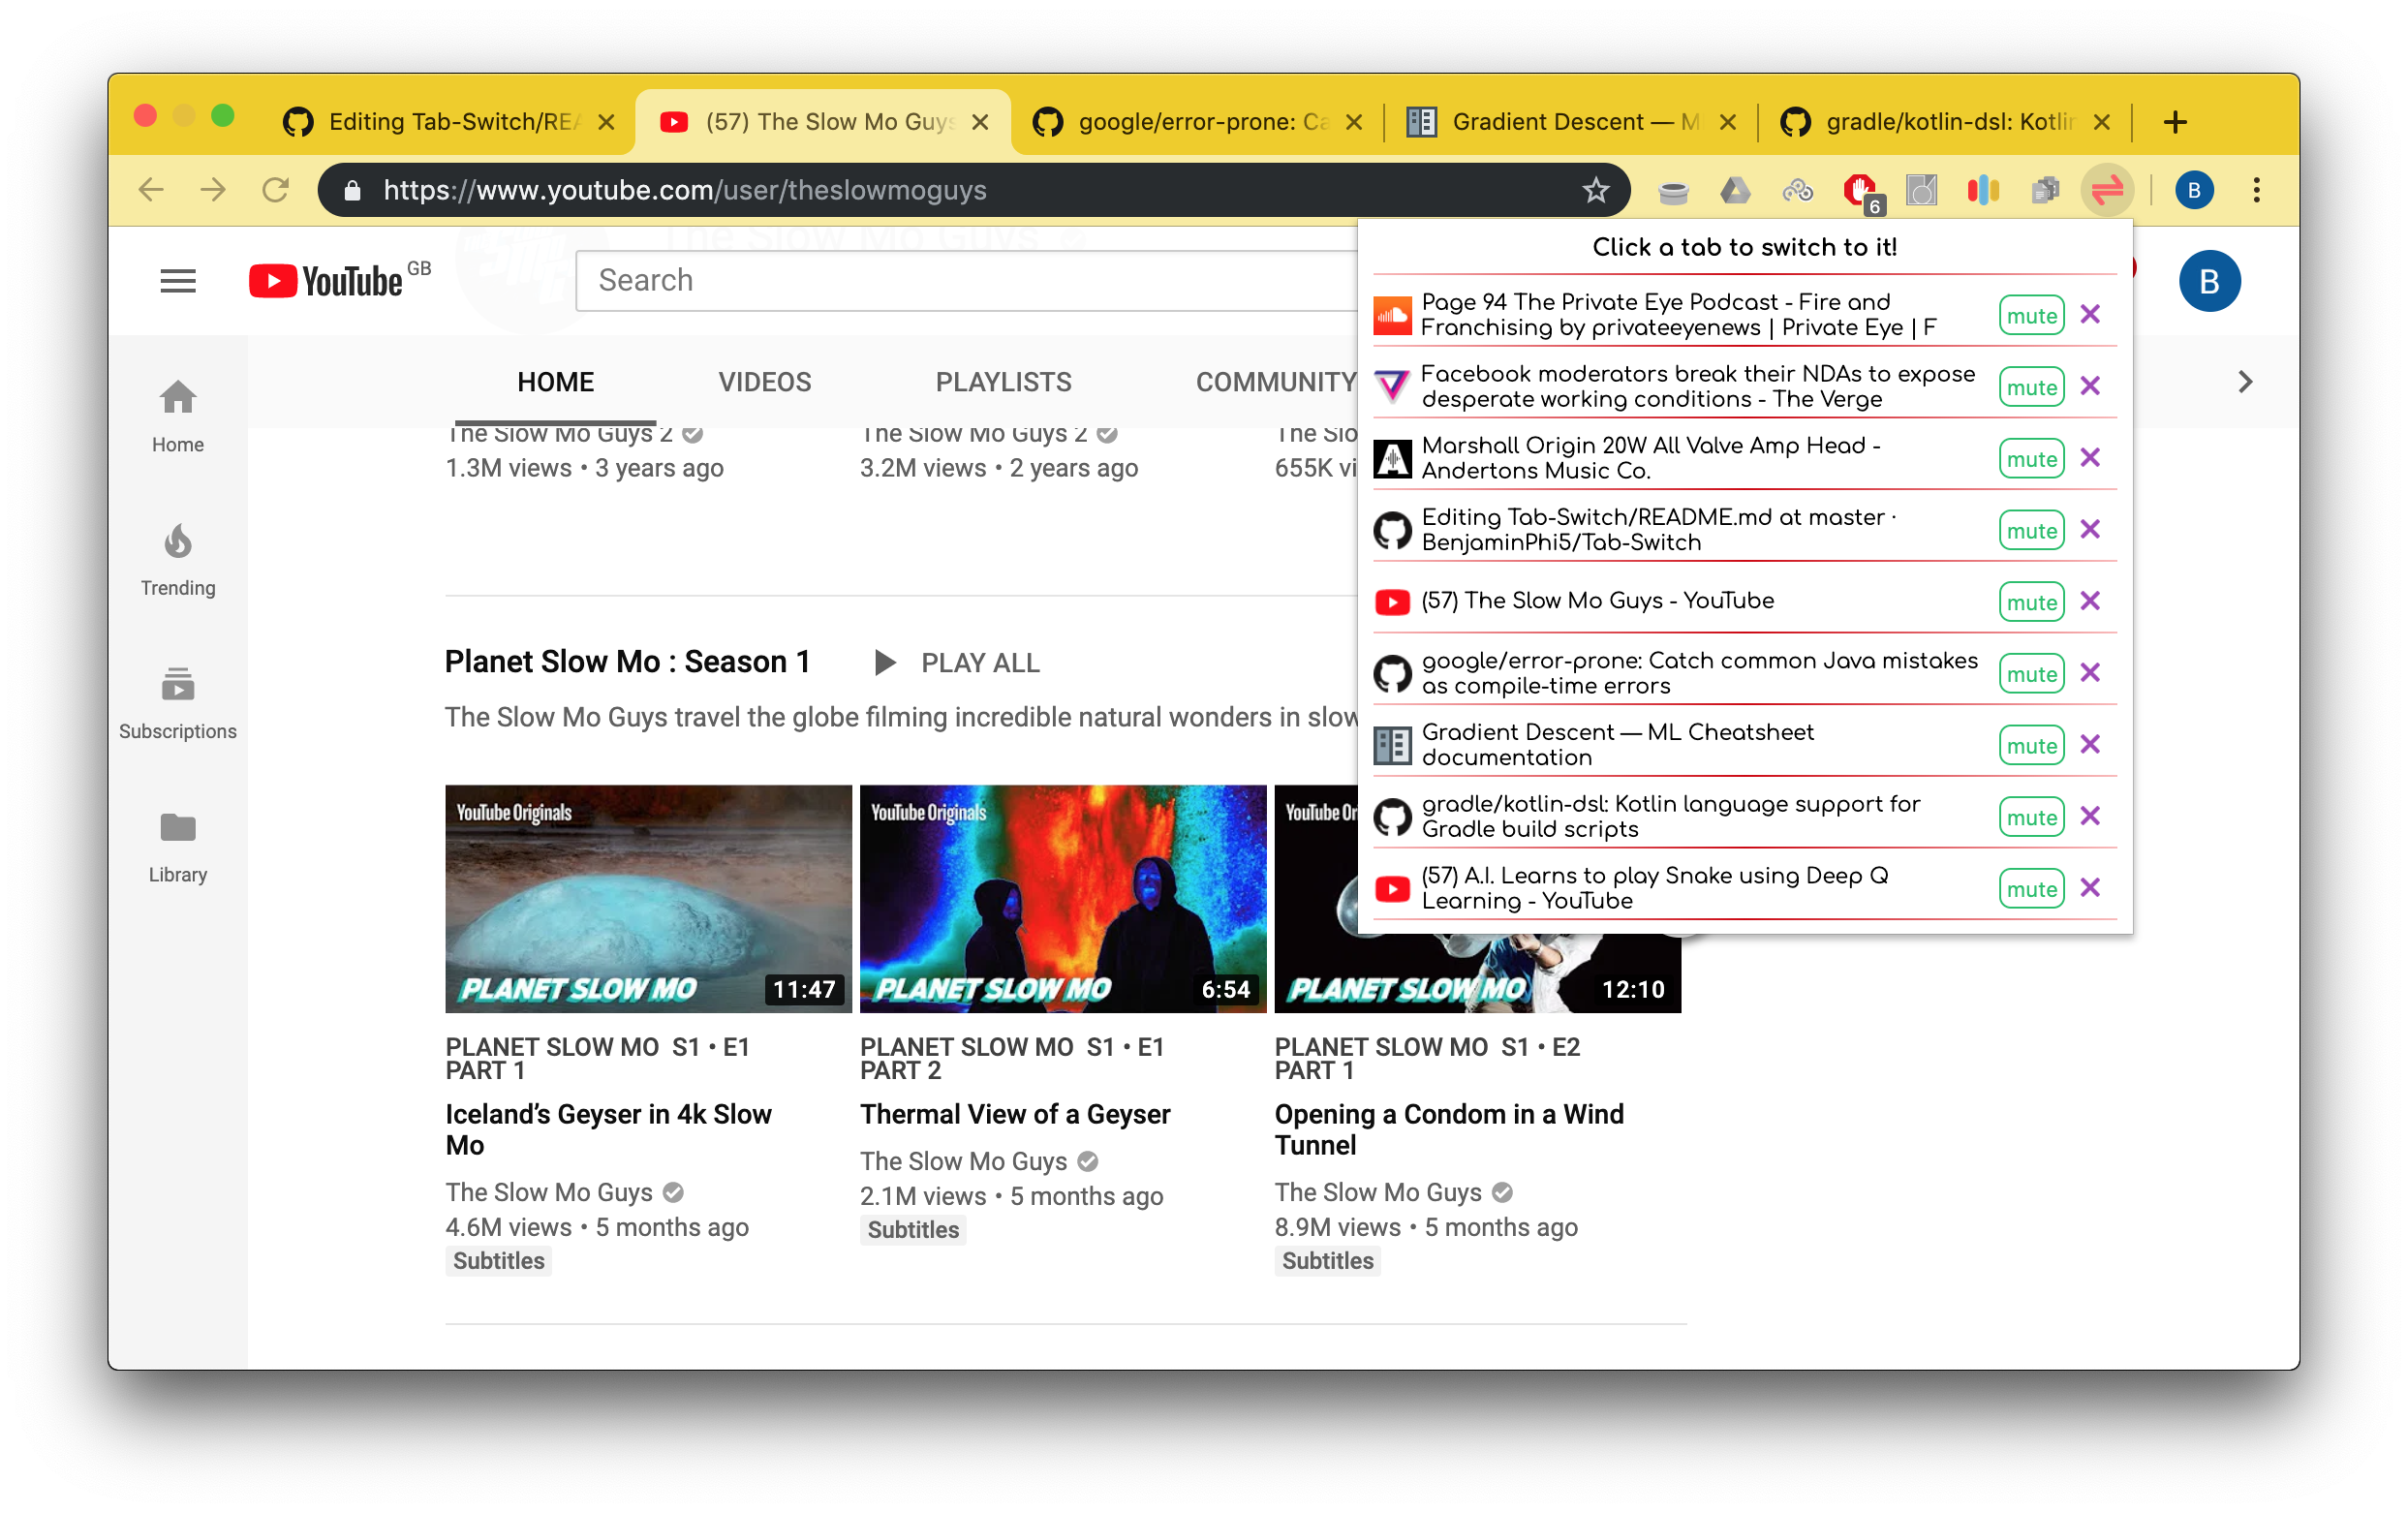 Editing Tab-Switch/REA
(57) The Slow Mo Guys
google/error-prone: Ca
Gradient Descent — M
gradle/kotlin-dsl: Kotlin
https://www.youtube.com/user/theslowmoguys
6
B
The Slow Mo Guys
YouTube GB
Search
B
HOME
VIDEOS
PLAYLISTS
COMMUNITY
Home
Trending
Subscriptions
Library
The Slow Mo Guys 2
1.3M views • 3 years ago
The Slow Mo Guys 2
3.2M views • 2 years ago
The Slo
655K vi
Planet Slow Mo : Season 1
PLAY ALL
The Slow Mo Guys travel the globe filming incredible natural wonders in slow
YouTube Originals
PLANET SLOW MO
11:47
YouTube Originals
PLANET SLOW MO
6:54
YouTube Or
PLANET SLOW MO
12:10
PLANET SLOW MO S1 • E1
PART 1
Iceland’s Geyser in 4k Slow
Mo
The Slow Mo Guys
4.6M views • 5 months ago
Subtitles
PLANET SLOW MO S1 • E1
PART 2
Thermal View of a Geyser
The Slow Mo Guys
2.1M views • 5 months ago
Subtitles
PLANET SLOW MO S1 • E2
PART 1
Opening a Condom in a Wind
Tunnel
The Slow Mo Guys
8.9M views • 5 months ago
Subtitles
Click a tab to switch to it!
Page 94 The Private Eye Podcast - Fire and
Franchising by privateeyenews | Private Eye | F
mute
Facebook moderators break their NDAs to expose
desperate working conditions - The Verge
mute
Marshall Origin 20W All Valve Amp Head -
Andertons Music Co.
mute
Editing Tab-Switch/README.md at master ·
BenjaminPhi5/Tab-Switch
mute
(57) The Slow Mo Guys - YouTube
mute
google/error-prone: Catch common Java mistakes
as compile-time errors
mute
Gradient Descent — ML Cheatsheet
documentation
mute
gradle/kotlin-dsl: Kotlin language support for
Gradle build scripts
mute
(57) A.I. Learns to play Snake using Deep Q
Learning - YouTube
mute